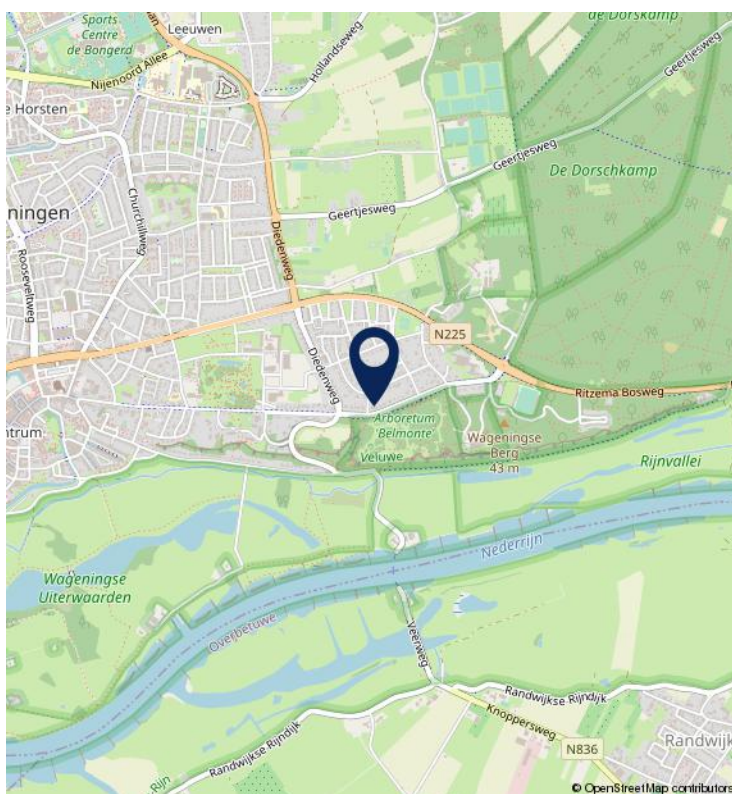 Sports
Centre
de Bongerd
Leeuwen
Nijenoord Allee
Hollandseweg
de Dorskamp
Geertjesweg
e Horsten
Geertjesweg
De Dorschkamp
Churchillweg
ningen
Geertjesweg
Diedenweg
Rooseveltweg
N225
Diedenweg
Ritzema Bosweg
Arboretum
'Belmonte'
ntrum
Wageningse
Berg
43 m
Veluwe
Rijnvallei
Nederrijn
Wageningse
Uiterwaarden
Overbetuwe
Veerweg
Randwijkse Rijndijk
Knoppersweg
Randwijk
N836
Randwijkse Rijndijk
-Rijn
© OpenStreetMap contributors